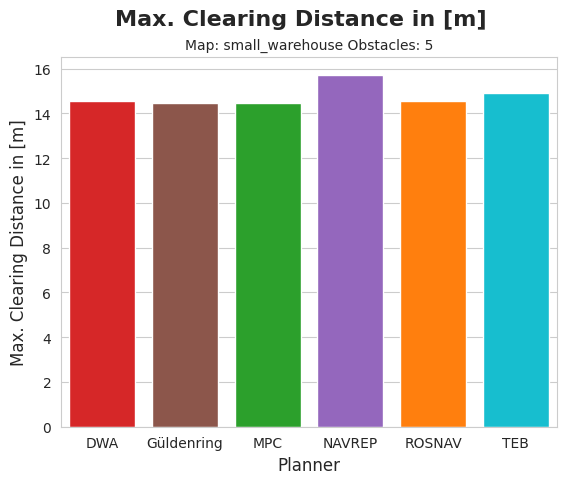 Max. Clearing Distance in [m]
Map: small_warehouse Obstacles: 5
Max. Clearing Distance in [m]
16
14
12
10
8
6
4
2
0
DWA Güldenring MPC NAVREP ROSNAV TEB
Planner